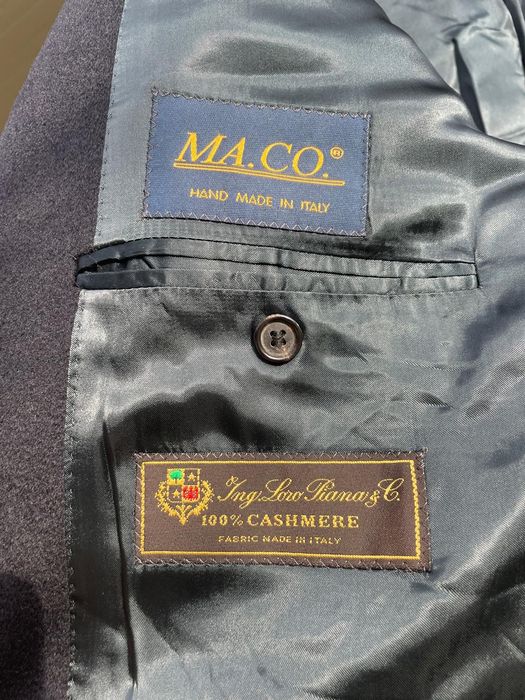 MA.CO.®
HAND MADE IN ITALY
Ing. Loro Piana & C.
100% CASHMERE
FABRIC MADE IN ITALY